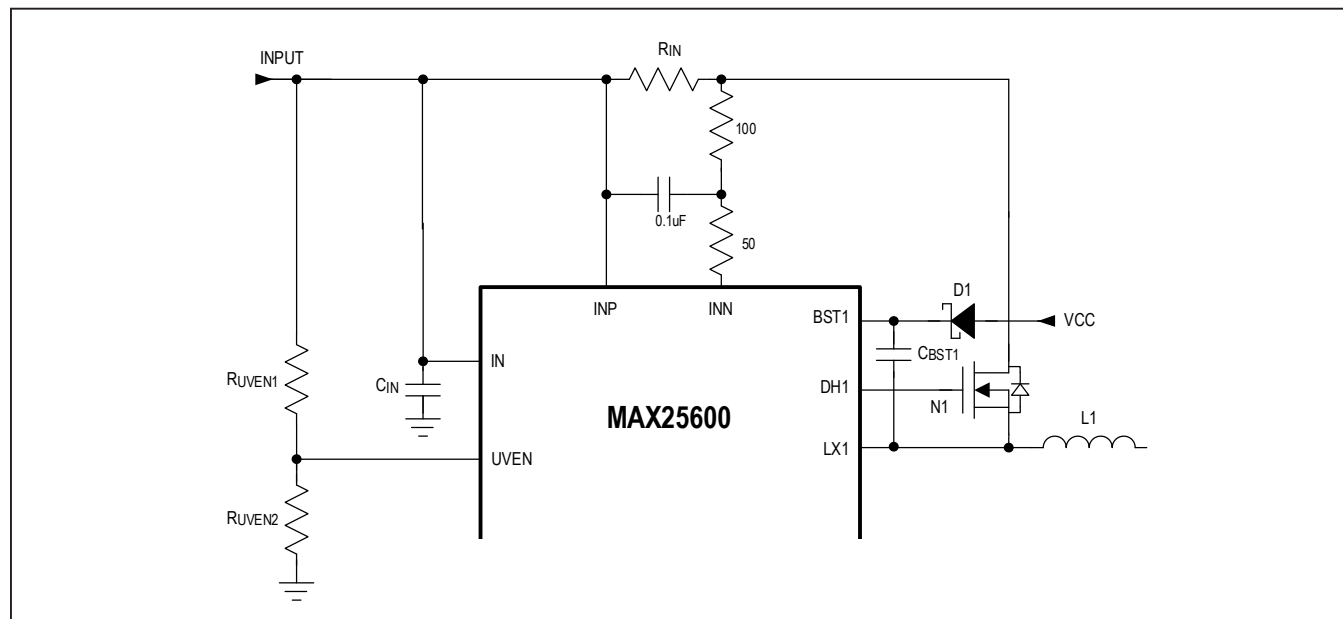 INPUT
RIN
100
0.1uF
50
INP
INN
D1
BST1
VCC
CBST1
IN
RUVEN1
CIN
DH1
N1
MAX25600
L1
LX1
UVEN
RUVEN2